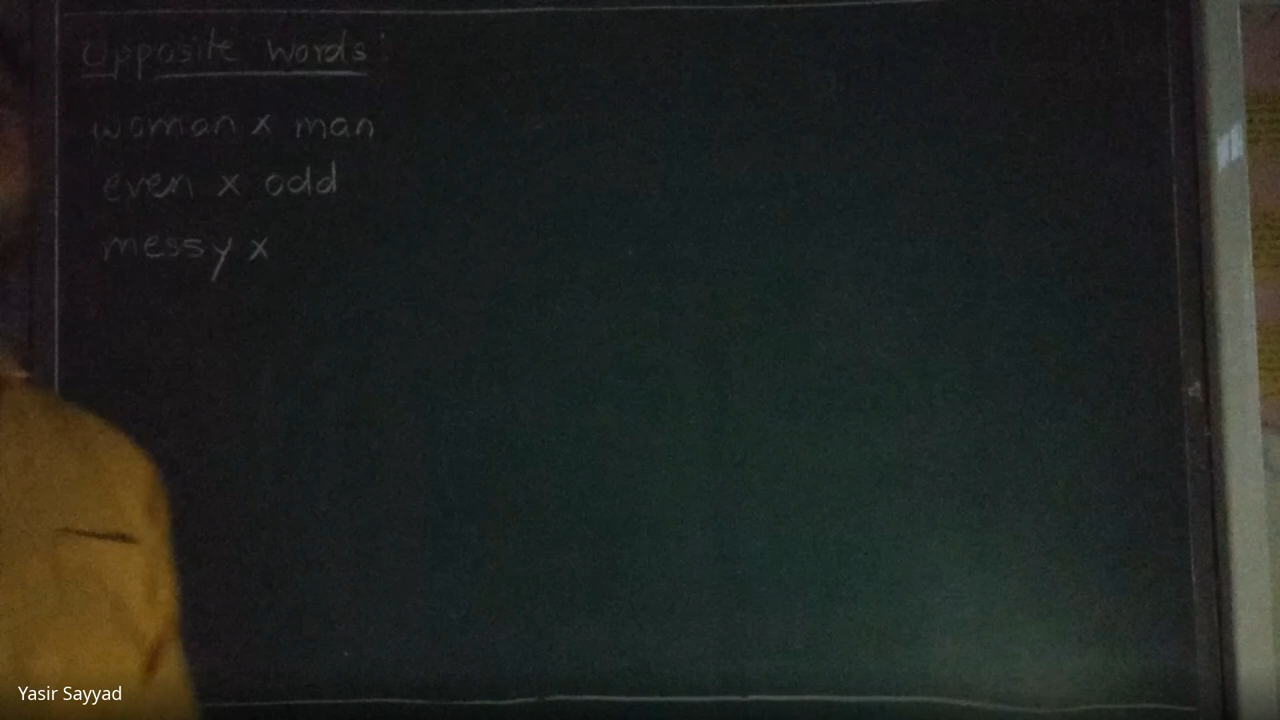 Opposite words:
woman x man
even x odd
messy x
Yasir Sayyad